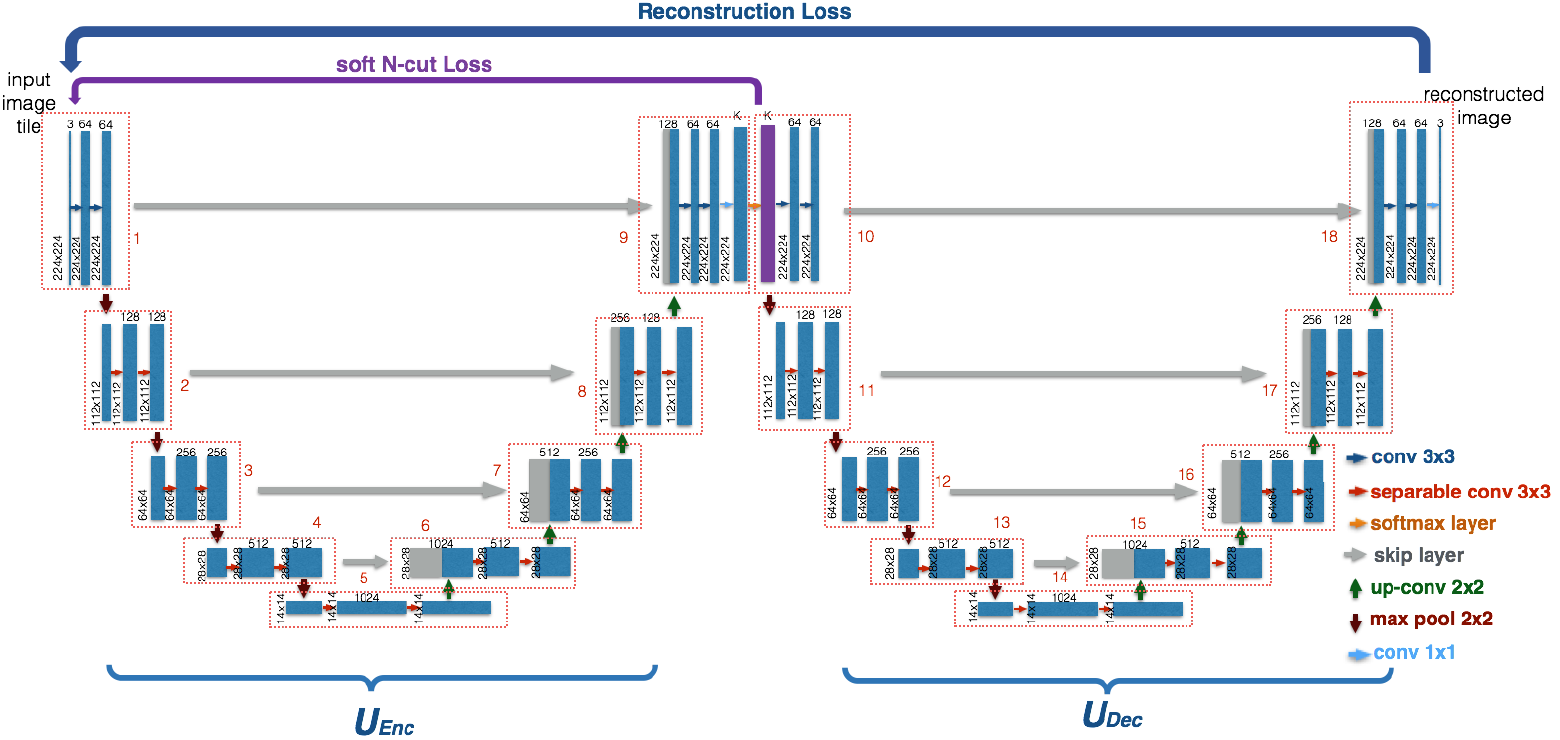 Reconstruction Loss
soft N-cut Loss
input
image
tile
reconstructed
image
3 64 64
224x224 224x224 224x224
1
128 64 64 K
224x224 224x224 224x224 224x224
9
K 64 64
224x224 224x224
10
128 64 64 3
224x224 224x224 224x224 224x224
18
128 128
112x112 112x112 112x112
2
256 128
112x112 112x112 112x112
8
128 128
112x112 112x112 112x112
11
256 128
112x112 112x112 112x112
17
256 256
64x64 64x64 64x64
3
512 256
64x64 64x64 64x64
7
256 256
64x64 64x64 64x64
12
512 256
64x64 64x64 64x64
16
512 512
28x28 28x28 28x28
4
1024 512
28x28 28x28 28x28
6
512 512
28x28 28x28 28x28
13
1024 512
28x28 28x28 28x28
15
5
1024
14x14 14x14 14x14
14
1024
14x14 14x14 14x14
conv 3x3
separable conv 3x3
softmax layer
skip layer
up-conv 2x2
max pool 2x2
conv 1x1
UEnc
UDec